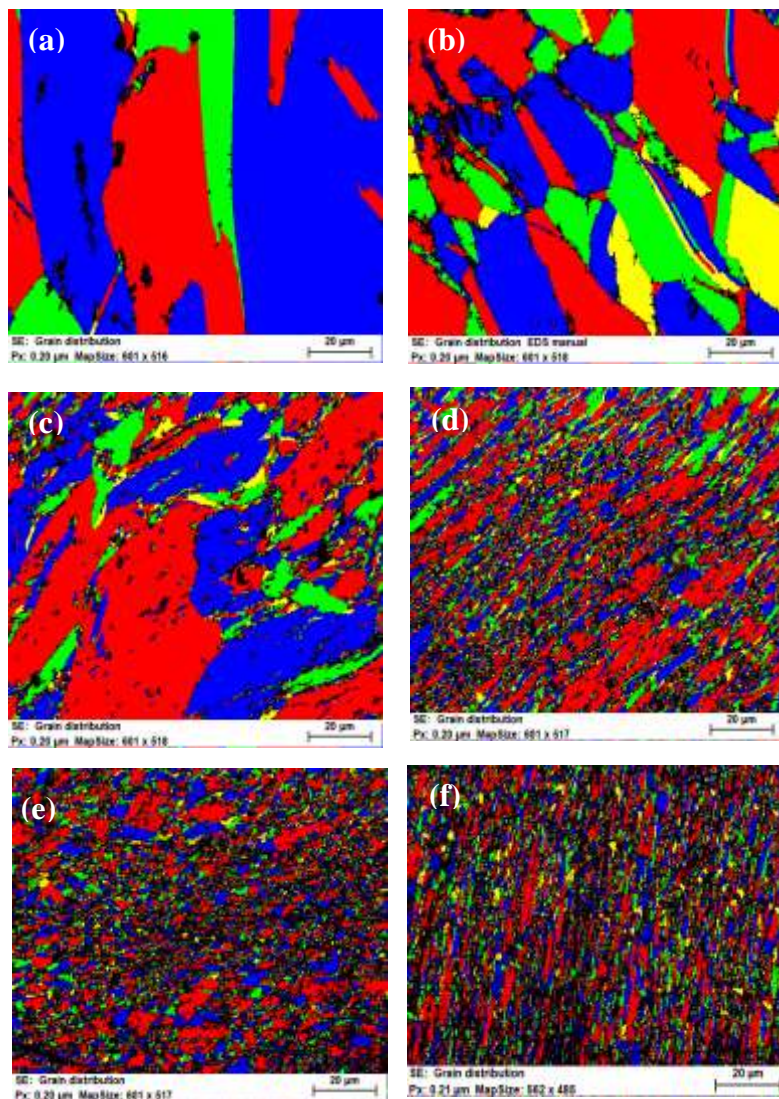 (a)
SE: Grain distribution
20 µm
Px: 0.20 µm MapSize: 601 x 516
(b)
SE: Grain distribution EDS manual
20 µm
Px: 0.20 µm MapSize: 601 x 518
(c)
SE: Grain distribution
20 µm
Px: 0.20 µm MapSize: 601 x 518
(d)
SE: Grain distribution
20 µm
Px: 0.20 µm MapSize: 601 x 517
(e)
SE: Grain distribution
20 µm
Px: 0.20 µm MapSize: 601 x 517
(f)
SE: Grain distribution
20 µm
Px: 0.21 µm MapSize: 562 x 485